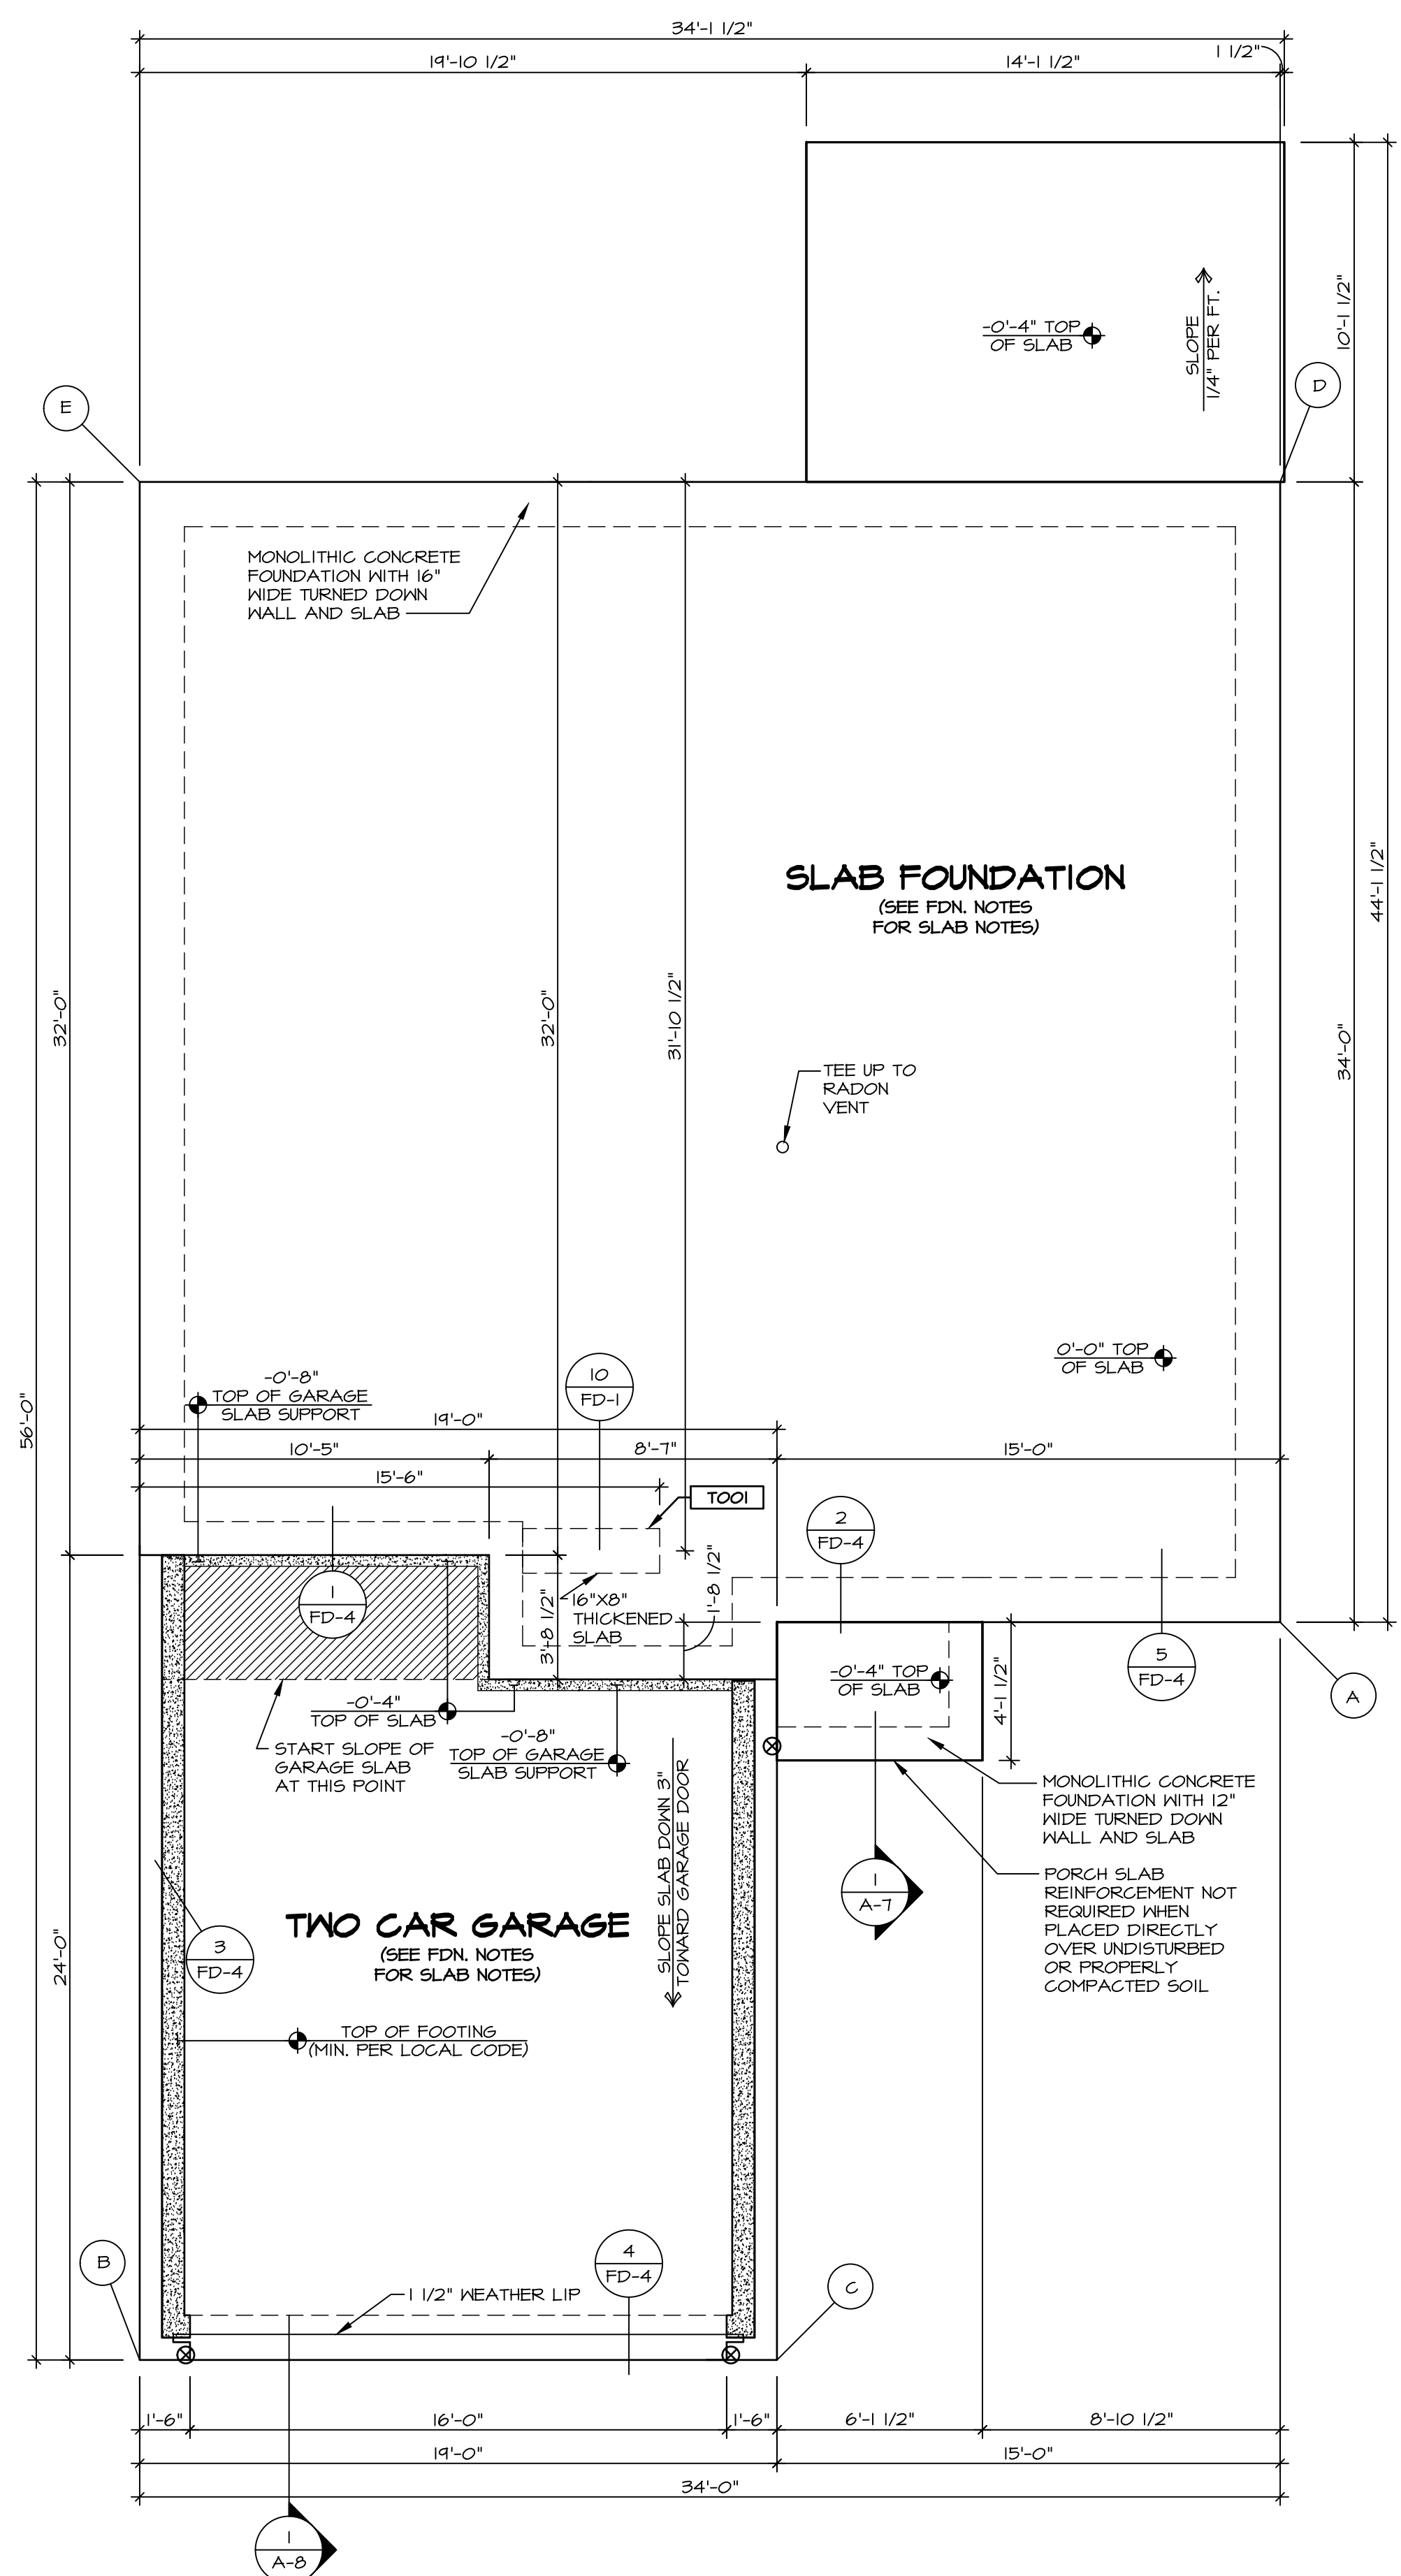 34'-1 1/2"
19'-10 1/2"
14'-1 1/2"
1 1/2"
-0'-4" TOP
OF SLAB
SLOPE
1/4" PER FT.
10'-1 1/2"
E
D
MONOLITHIC CONCRETE
FOUNDATION WITH 16"
WIDE TURNED DOWN
WALL AND SLAB
SLAB FOUNDATION
(SEE FDN. NOTES
FOR SLAB NOTES)
44'-1 1/2"
32'-0"
32'-0"
31'-10 1/2"
34'-0"
TEE UP TO
RADON
VENT
0'-0" TOP
OF SLAB
-0'-8"
TOP OF GARAGE
SLAB SUPPORT
10
FD-1
56'-0"
19'-0"
10'-5"
8'-7"
15'-0"
15'-6"
T001
2
FD-4
1
FD-4
16"X8"
THICKENED
SLAB
3'-8 1/2"
1'-8 1/2"
-0'-4" TOP
OF SLAB
4'-1 1/2"
5
FD-4
A
-0'-4"
TOP OF SLAB
START SLOPE OF
GARAGE SLAB
AT THIS POINT
-0'-8"
TOP OF GARAGE
SLAB SUPPORT
SLOPE SLAB DOWN 3"
TOWARD GARAGE DOOR
MONOLITHIC CONCRETE
FOUNDATION WITH 12"
WIDE TURNED DOWN
WALL AND SLAB
1
A-7
PORCH SLAB
REINFORCEMENT NOT
REQUIRED WHEN
PLACED DIRECTLY
OVER UNDISTURBED
OR PROPERLY
COMPACTED SOIL
TWO CAR GARAGE
(SEE FDN. NOTES
FOR SLAB NOTES)
24'-0"
3
FD-4
TOP OF FOOTING
(MIN. PER LOCAL CODE)
B
4
FD-4
C
1 1/2" WEATHER LIP
1'-6"
16'-0"
1'-6"
6'-1 1/2"
8'-10 1/2"
19'-0"
15'-0"
34'-0"
1
A-8